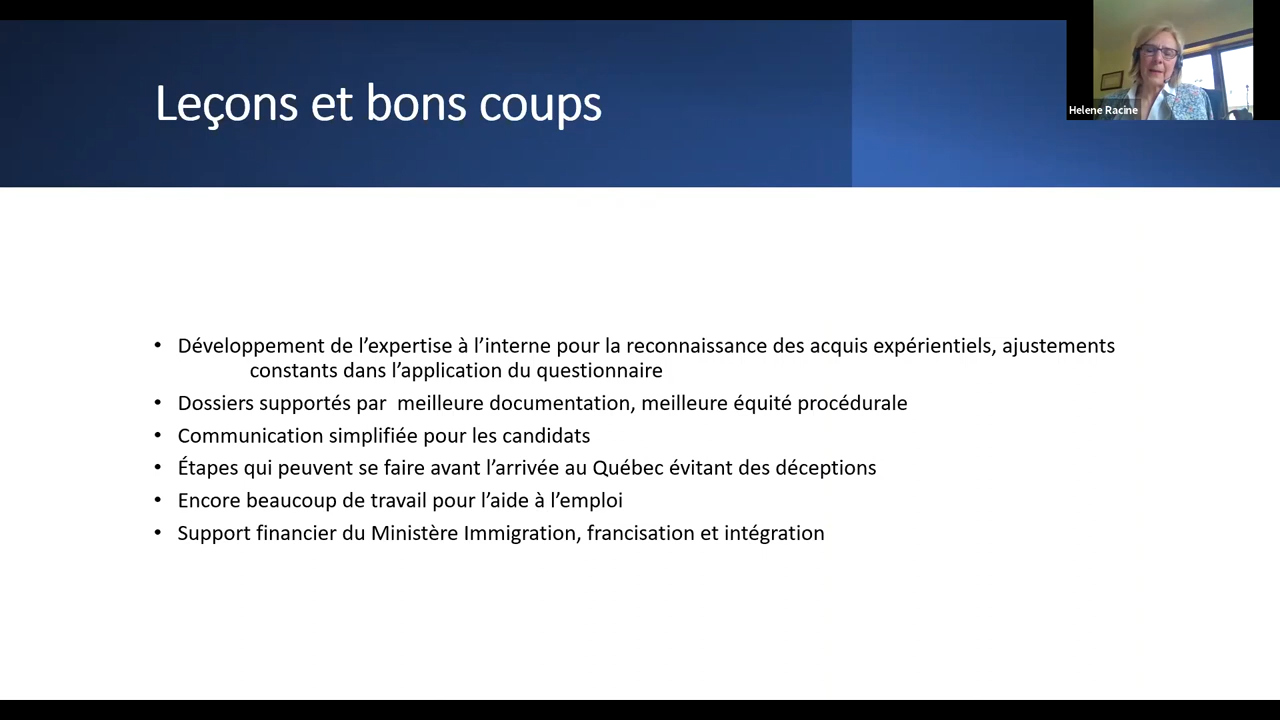 Leçons et bons coups
Helene Racine
• Développement de l’expertise à l’interne pour la reconnaissance des acquis expérientiels, ajustements
constants dans l’application du questionnaire
• Dossiers supportés par  meilleure documentation, meilleure équité procédurale
• Communication simplifiée pour les candidats
• Étapes qui peuvent se faire avant l’arrivée au Québec évitant des déceptions
• Encore beaucoup de travail pour l’aide à l’emploi
• Support financier du Ministère Immigration, francisation et intégration